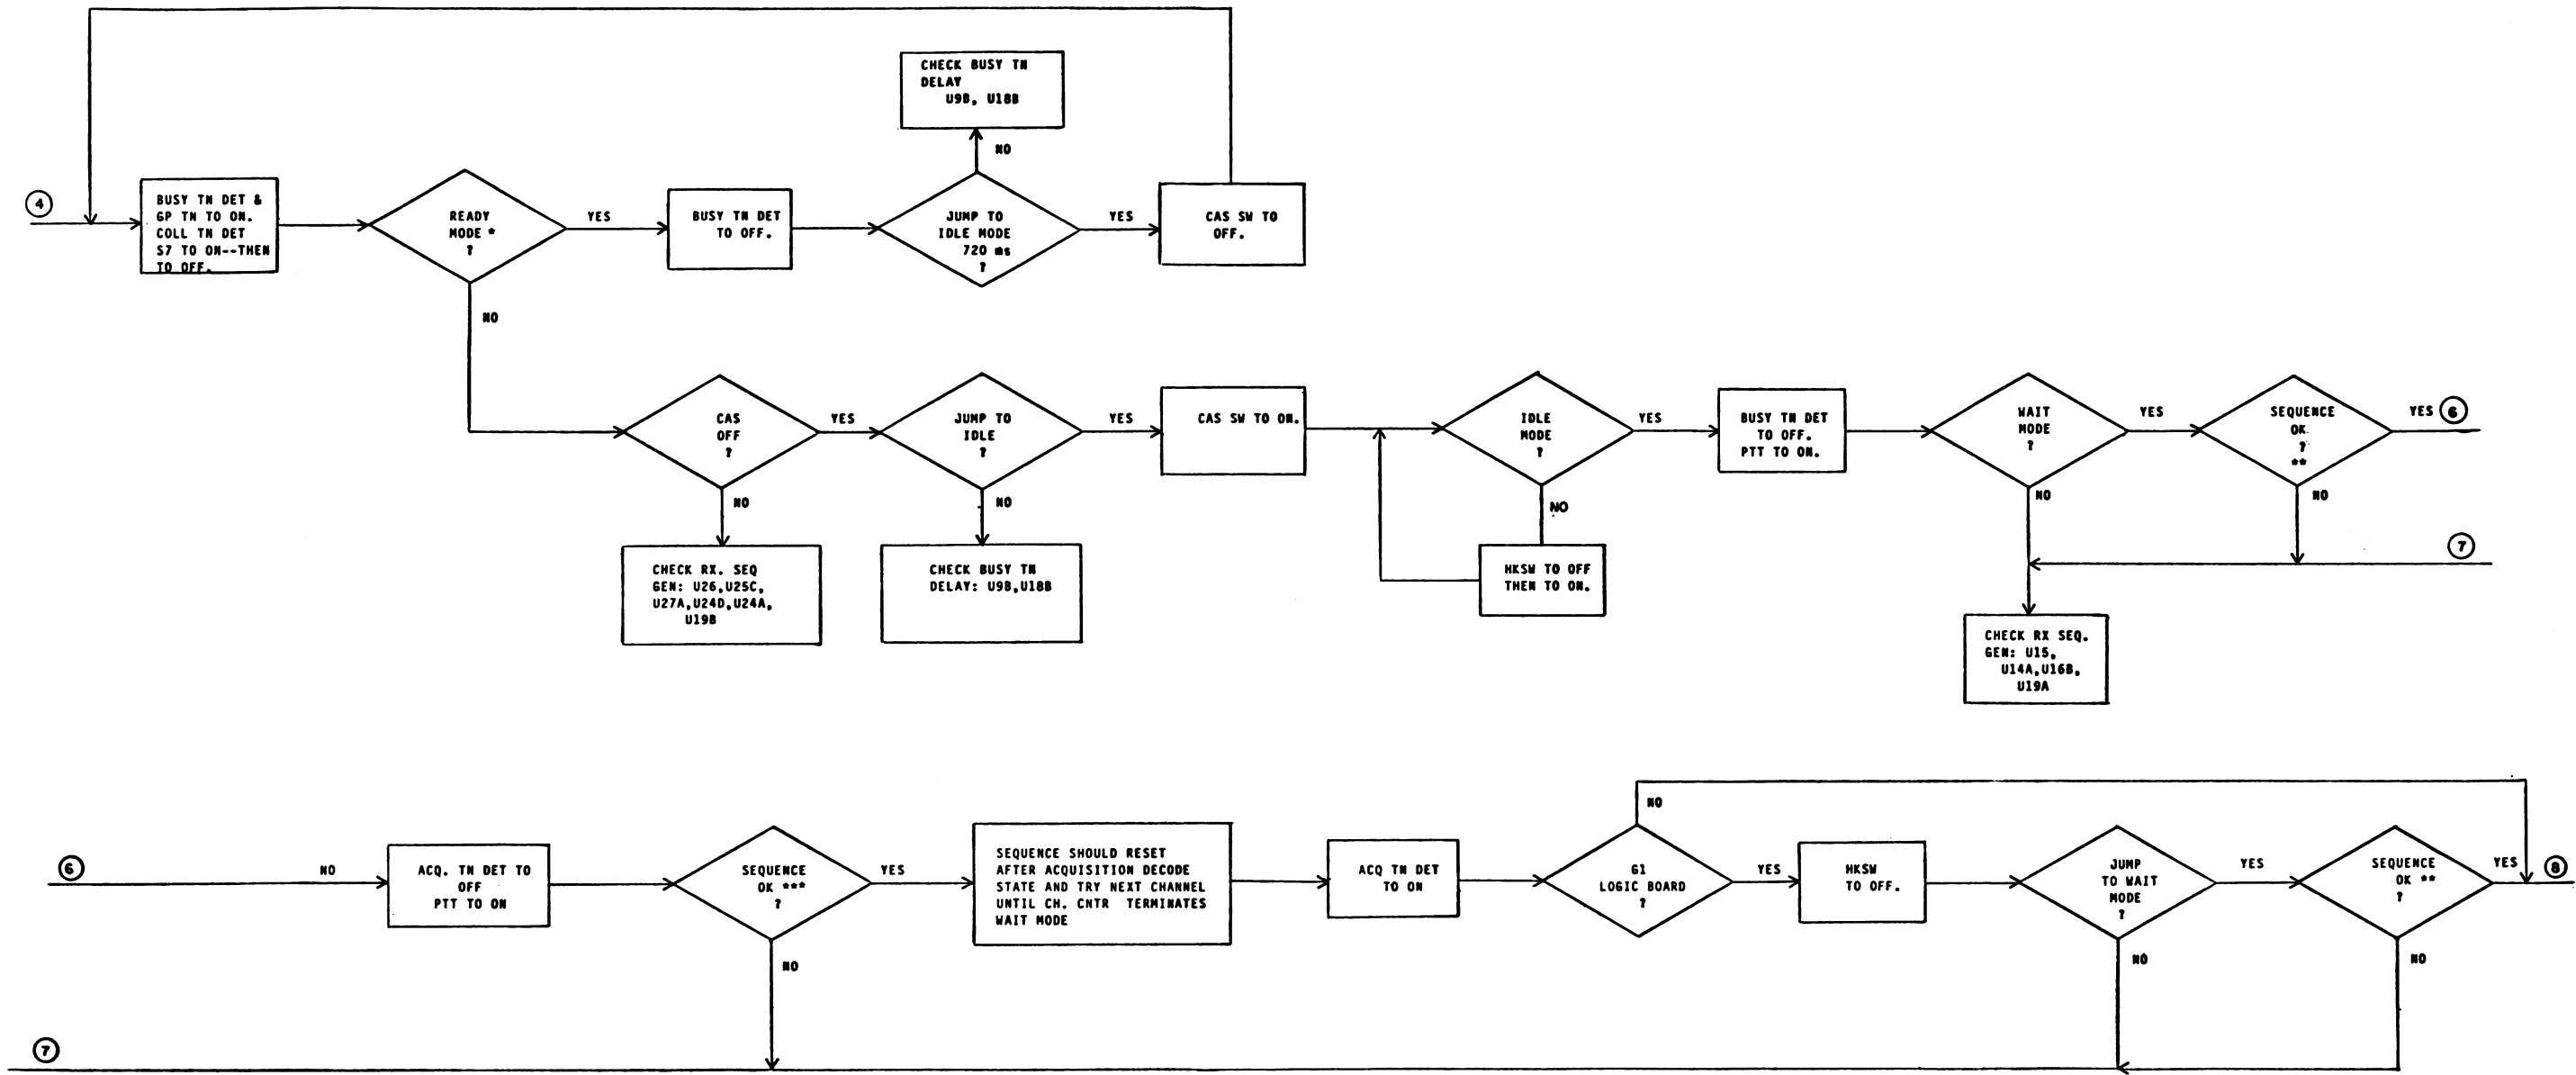 CHECK BUSY TN
DELAY
U9B, U18B
NO
4
BUSY TN DET &
GP TN TO ON.
COLL TN DET
S7 TO ON--THEN
TO OFF.
READY
MODE *
?
YES
BUSY TN DET
TO OFF.
JUMP TO
IDLE MODE
720 ms
?
YES
CAS SW TO
OFF.
NO
CAS
OFF
?
YES
JUMP TO
IDLE
?
YES
CAS SW TO ON.
IDLE
MODE
?
YES
BUSY TN DET
TO OFF.
PTT TO ON.
WAIT
MODE
?
YES
SEQUENCE
OK
?
**
YES
6
NO
NO
NO
NO
NO
CHECK RX. SEQ
GEN: U26,U25C,
U27A,U24D,U24A,
U19B
CHECK BUSY TN
DELAY: U9B,U18B
HKSW TO OFF
THEN TO ON.
7
CHECK RX SEQ.
GEN: U15,
U14A,U16B,
U19A
6
NO
ACQ. TN DET TO
OFF
PTT TO ON
SEQUENCE
OK ***
?
YES
SEQUENCE SHOULD RESET
AFTER ACQUISITION DECODE
STATE AND TRY NEXT CHANNEL
UNTIL CH. CNTR TERMINATES
WAIT MODE
ACQ TN DET
TO ON
NO
G1
LOGIC BOARD
?
YES
HKSW
TO OFF.
JUMP
TO WAIT
MODE
?
YES
SEQUENCE
OK **
?
YES
8
NO
NO
NO
7